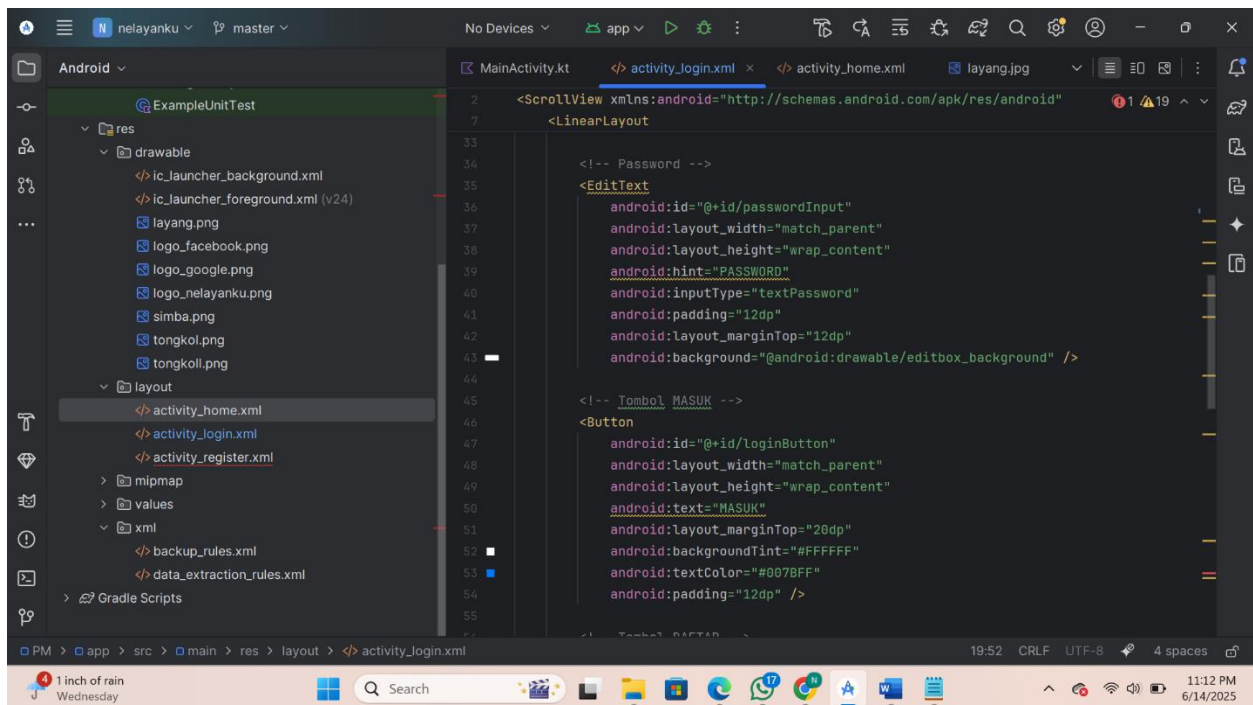 N nelayanku master No Devices app
Android
MainActivity.kt activity_login.xml activity_home.xml layang.jpg
ExampleUnitTest
res
drawable
ic_launcher_background.xml
ic_launcher_foreground.xml (v24)
layang.png
logo_facebook.png
logo_google.png
logo_nelayanku.png
simba.png
tongkol.png
tongkoll.png
layout
activity_home.xml
activity_login.xml
activity_register.xml
mipmap
values
xml
backup_rules.xml
data_extraction_rules.xml
Gradle Scripts
2 <ScrollView xmlns:android="http://schemas.android.com/apk/res/android" 1 19
7 <LinearLayout
33
34 <!-- Password -->
35 <EditText
36 android:id="@+id/passwordInput"
37 android:layout_width="match_parent"
38 android:layout_height="wrap_content"
39 android:hint="PASSWORD"
40 android:inputType="textPassword"
41 android:padding="12dp"
42 android:layout_marginTop="12dp"
43 android:background="@android:drawable/editbox_background" />
44
45 <!-- Tombol MASUK -->
46 <Button
47 android:id="@+id/loginButton"
48 android:layout_width="match_parent"
49 android:layout_height="wrap_content"
50 android:text="MASUK"
51 android:layout_marginTop="20dp"
52 android:backgroundTint="#FFFFFF"
53 android:textColor="#007BFF"
54 android:padding="12dp" />
55
<!-- Tombol DAFTAR -->
PM > app > src > main > res > layout > activity_login.xml 19:52 CRLF UTF-8 4 spaces
4 1 inch of rain
Wednesday
Search
17
N
11:12 PM
6/14/2025